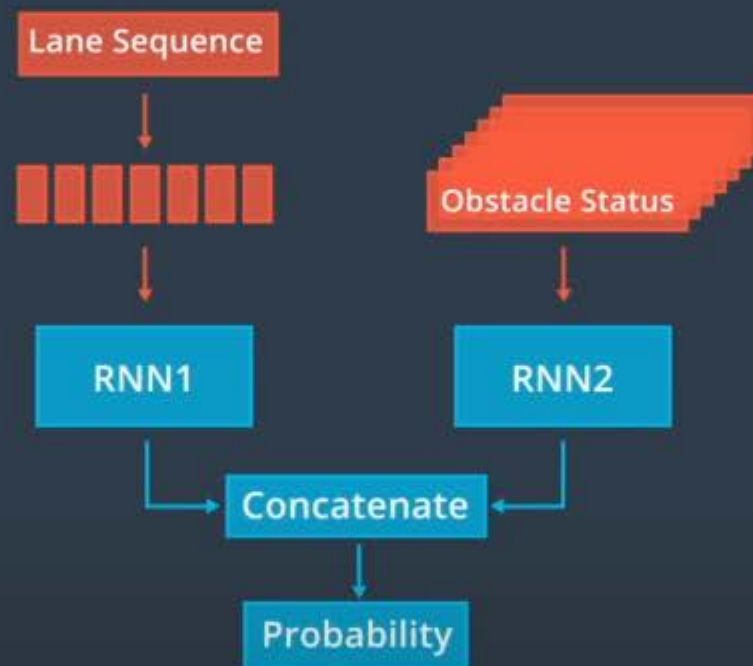 Lane Sequence
Obstacle Status
RNN1
RNN2
Concatenate
Probability